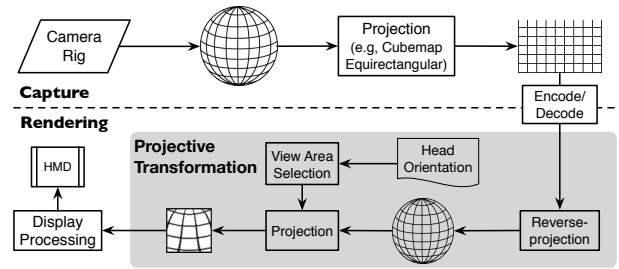 Camera
Rig
Projection
(e.g, Cubemap
Equirectangular)
Capture
Encode/
Decode
Rendering
Projective
Transformation
View Area
Selection
Head
Orientation
HMD
Display
Processing
Projection
Reverse-
projection